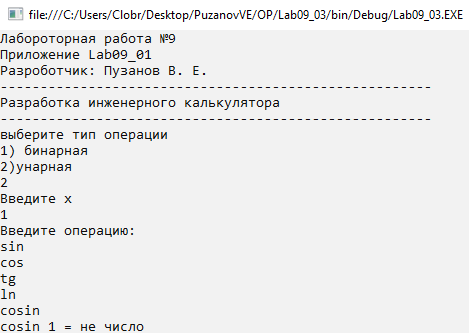 file:///C:/Users/Clobr/Desktop/PuzanovVE/OP/Lab09_03/bin/Debug/Lab09_03.EXE
Лабороторная работа №9
Приложение Lab09_01
Разроботчик: Пузанов В. Е.
------------------------------------------------------
Разработка инженерного калькулятора
------------------------------------------------------
выберите тип операции
1) бинарная
2)унарная
2
Введите x
1
Введите операцию:
sin
cos
tg
ln
cosin
cosin 1 = не число